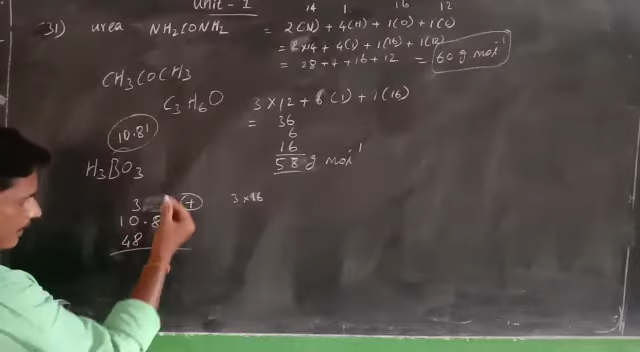 Unit - 1
14 1 16 12
31) urea NH2CONH2 = 2(N) + 4(H) + 1(O) + 1(C)
= 2 x 14 + 4(1) + 1(16) + 1(12)
= 28 + 4 + 16 + 12 = 60 g mol-1
CH3COCH3
C3H6O 3 x 12 + 6(1) + 1(16)
= 36
6
16
58 g mol-1
10.81
H3BO3
3 + 3 x 16
10.8
48